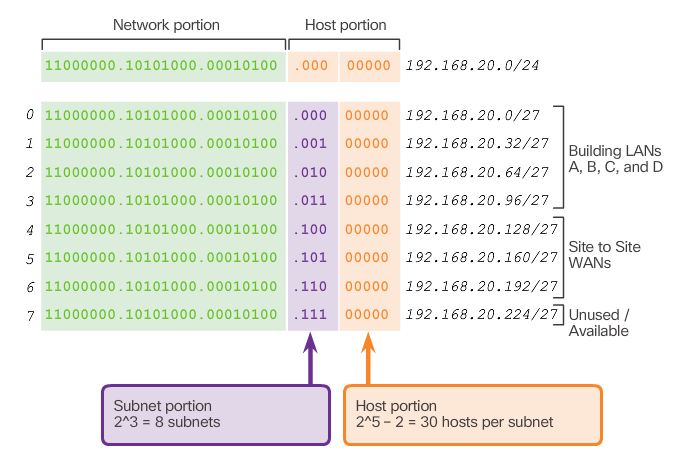 Network portion Host portion
11000000.10101000.00010100 .000 00000 192.168.20.0/24
0 11000000.10101000.00010100 .000 00000 192.168.20.0/27
1 11000000.10101000.00010100 .001 00000 192.168.20.32/27
2 11000000.10101000.00010100 .010 00000 192.168.20.64/27
3 11000000.10101000.00010100 .011 00000 192.168.20.96/27
Building LANs
A, B, C, and D
4 11000000.10101000.00010100 .100 00000 192.168.20.128/27
5 11000000.10101000.00010100 .101 00000 192.168.20.160/27
6 11000000.10101000.00010100 .110 00000 192.168.20.192/27
Site to Site
WANs
7 11000000.10101000.00010100 .111 00000 192.168.20.224/27
Unused /
Available
Subnet portion
2^3 = 8 subnets
Host portion
2^5 – 2 = 30 hosts per subnet